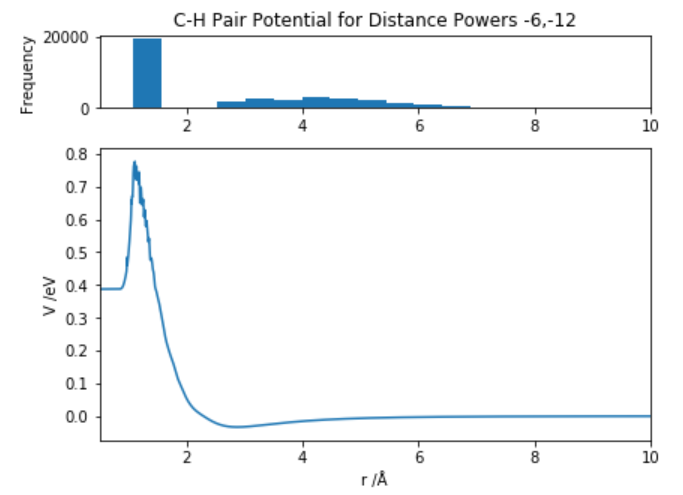 C-H Pair Potential for Distance Powers -6,-12
20000
0
Frequency
2 4 6 8 10
0.8
0.7
0.6
0.5
0.4
0.3
0.2
0.1
0.0
V /eV
2 4 6 8 10
r /Å